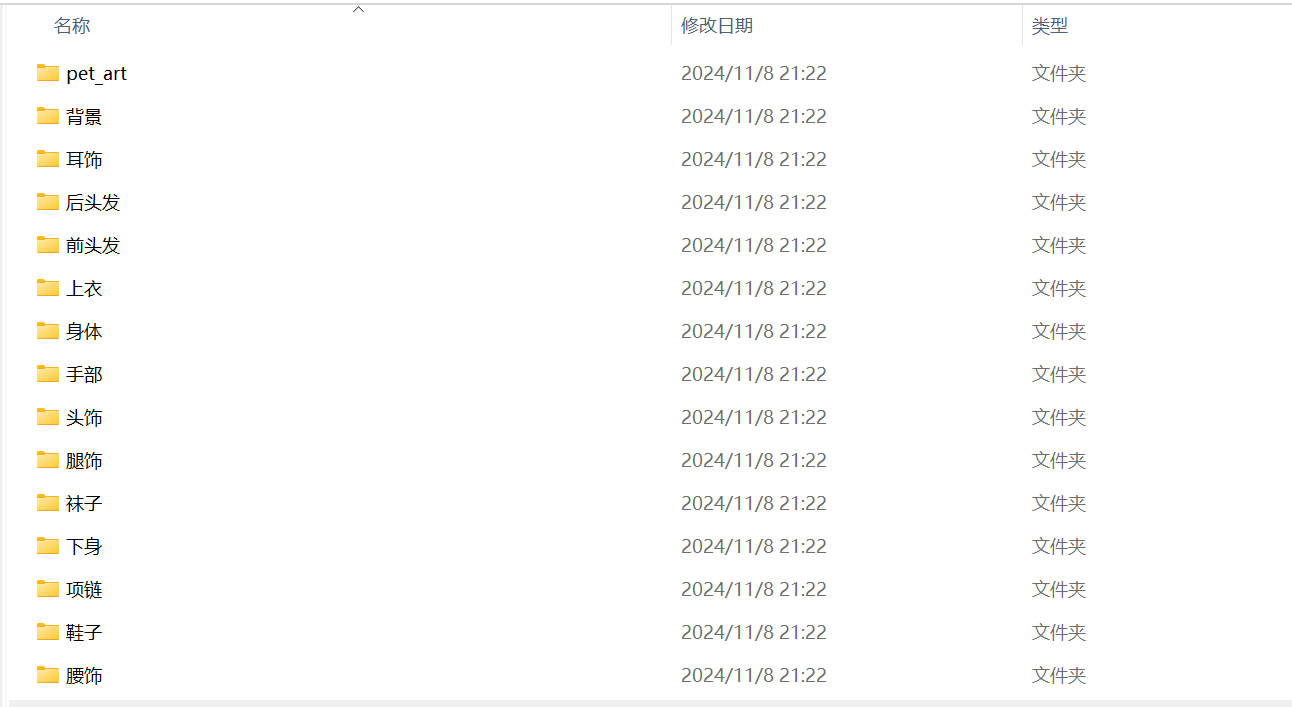 名称 修改日期 类型
pet_art 2024/11/8 21:22 文件夹
背景 2024/11/8 21:22 文件夹
耳饰 2024/11/8 21:22 文件夹
后头发 2024/11/8 21:22 文件夹
前头发 2024/11/8 21:22 文件夹
上衣 2024/11/8 21:22 文件夹
身体 2024/11/8 21:22 文件夹
手部 2024/11/8 21:22 文件夹
头饰 2024/11/8 21:22 文件夹
腿饰 2024/11/8 21:22 文件夹
袜子 2024/11/8 21:22 文件夹
下身 2024/11/8 21:22 文件夹
项链 2024/11/8 21:22 文件夹
鞋子 2024/11/8 21:22 文件夹
腰饰 2024/11/8 21:22 文件夹